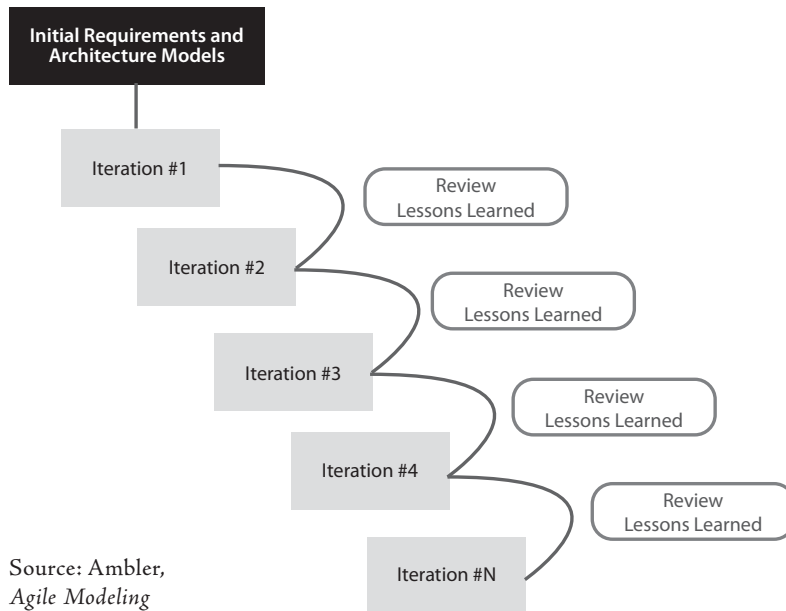 Initial Requirements and
Architecture Models
Iteration #1
Review
Lessons Learned
Iteration #2
Review
Lessons Learned
Iteration #3
Review
Lessons Learned
Iteration #4
Review
Lessons Learned
Iteration #N
Source: Ambler,
Agile Modeling